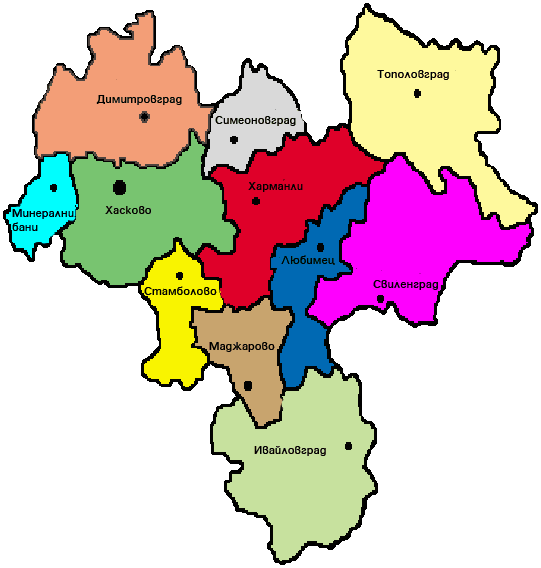 Тополовград
Димитровград
Симеоновград
Харманли
Хасково
Минерални
бани
Любимец
Свиленград
Стамболово
Маджарово
Ивайловград